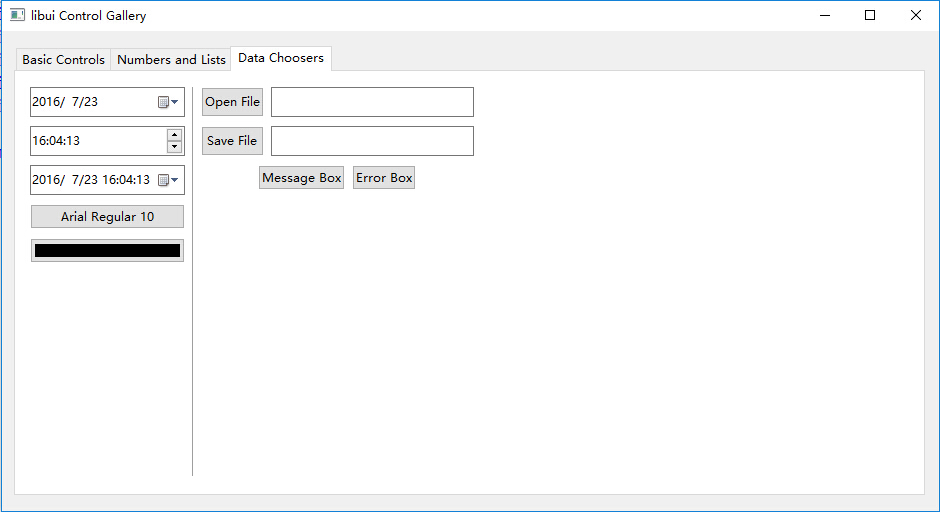 libui Control Gallery
Basic Controls Numbers and Lists Data Choosers
2016/ 7/23
16:04:13
2016/ 7/23 16:04:13
Arial Regular 10
Open File
Save File
Message Box Error Box